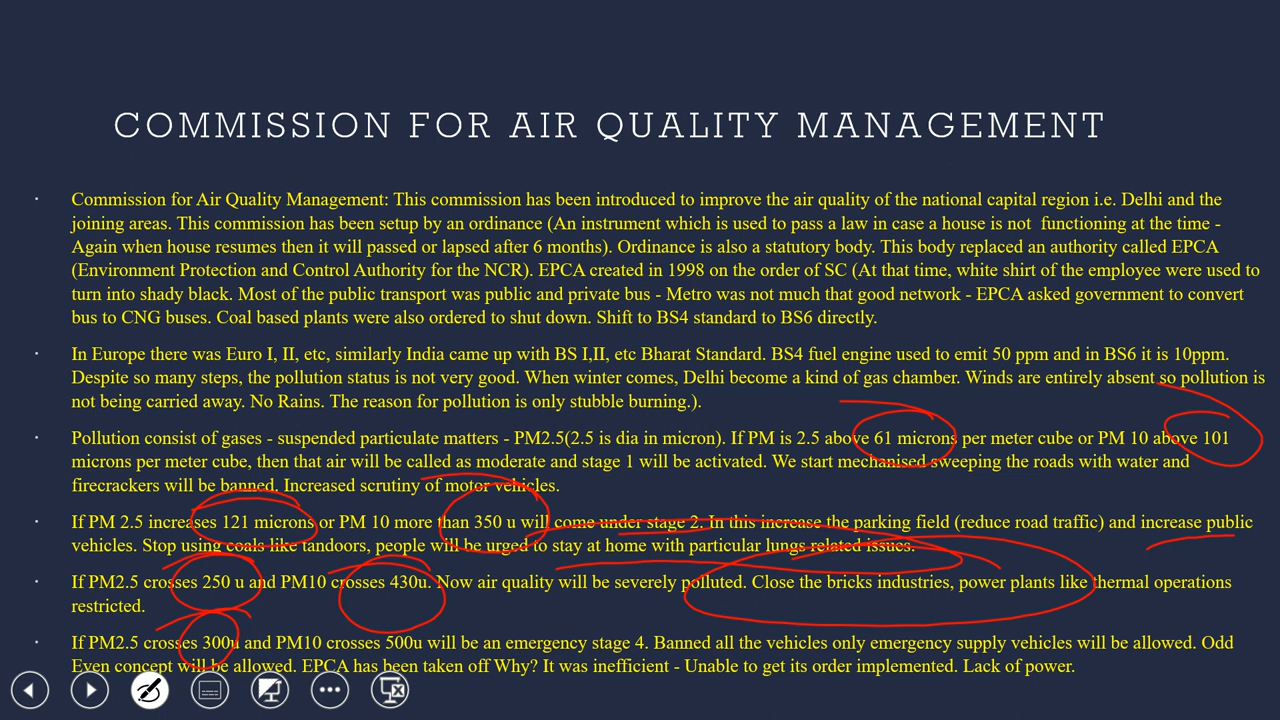 COMMISSION FOR AIR QUALITY MANAGEMENT
• Commission for Air Quality Management: This commission has been introduced to improve the air quality of the national capital region i.e. Delhi and the
joining areas. This commission has been setup by an ordinance (An instrument which is used to pass a law in case a house is not  functioning at the time -
Again when house resumes then it will passed or lapsed after 6 months). Ordinance is also a statutory body. This body replaced an authority called EPCA
(Environment Protection and Control Authority for the NCR). EPCA created in 1998 on the order of SC (At that time, white shirt of the employee were used to
turn into shady black. Most of the public transport was public and private bus - Metro was not much that good network - EPCA asked government to convert
bus to CNG buses. Coal based plants were also ordered to shut down. Shift to BS4 standard to BS6 directly.
• In Europe there was Euro I, II, etc, similarly India came up with BS I,II, etc Bharat Standard. BS4 fuel engine used to emit 50 ppm and in BS6 it is 10ppm.
Despite so many steps, the pollution status is not very good. When winter comes, Delhi become a kind of gas chamber. Winds are entirely absent so pollution is
not being carried away. No Rains. The reason for pollution is only stubble burning.).
• Pollution consist of gases - suspended particulate matters - PM2.5(2.5 is dia in micron). If PM is 2.5 above 61 microns per meter cube or PM 10 above 101
microns per meter cube, then that air will be called as moderate and stage 1 will be activated. We start mechanised sweeping the roads with water and
firecrackers will be banned. Increased scrutiny of motor vehicles.
• If PM 2.5 increases 121 microns or PM 10 more than 350 u will come under stage 2. In this increase the parking field (reduce road traffic) and increase public
vehicles. Stop using coals like tandoors, people will be urged to stay at home with particular lungs related issues.
• If PM2.5 crosses 250 u and PM10 crosses 430u. Now air quality will be severely polluted. Close the bricks industries, power plants like thermal operations
restricted.
• If PM2.5 crosses 300u and PM10 crosses 500u will be an emergency stage 4. Banned all the vehicles only emergency supply vehicles will be allowed. Odd
Even concept will be allowed. EPCA has been taken off Why? It was inefficient - Unable to get its order implemented. Lack of power.